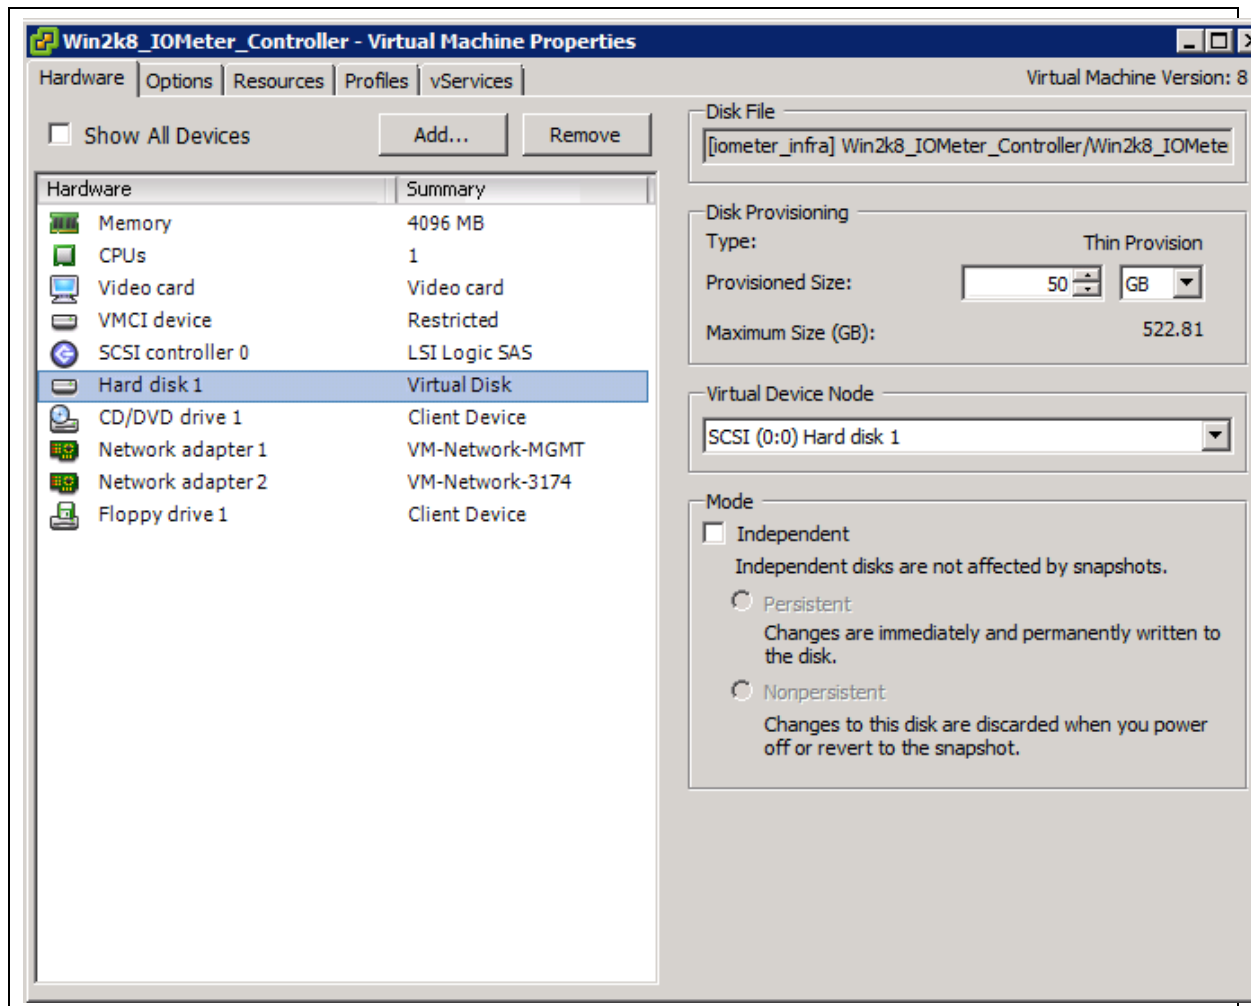 Win2k8_IOMeter_Controller - Virtual Machine Properties
Hardware Options Resources Profiles vServices Virtual Machine Version: 8
Show All Devices Add... Remove
Hardware Summary
Memory 4096 MB
CPUs 1
Video card Video card
VMCI device Restricted
SCSI controller 0 LSI Logic SAS
Hard disk 1 Virtual Disk
CD/DVD drive 1 Client Device
Network adapter 1 VM-Network-MGMT
Network adapter 2 VM-Network-3174
Floppy drive 1 Client Device
Disk File
[iometer_infra] Win2k8_IOMeter_Controller/Win2k8_IOMete
Disk Provisioning
Type: Thin Provision
Provisioned Size: 50 GB
Maximum Size (GB): 522.81
Virtual Device Node
SCSI (0:0) Hard disk 1
Mode
Independent
Independent disks are not affected by snapshots.
Persistent
Changes are immediately and permanently written to
the disk.
Nonpersistent
Changes to this disk are discarded when you power
off or revert to the snapshot.